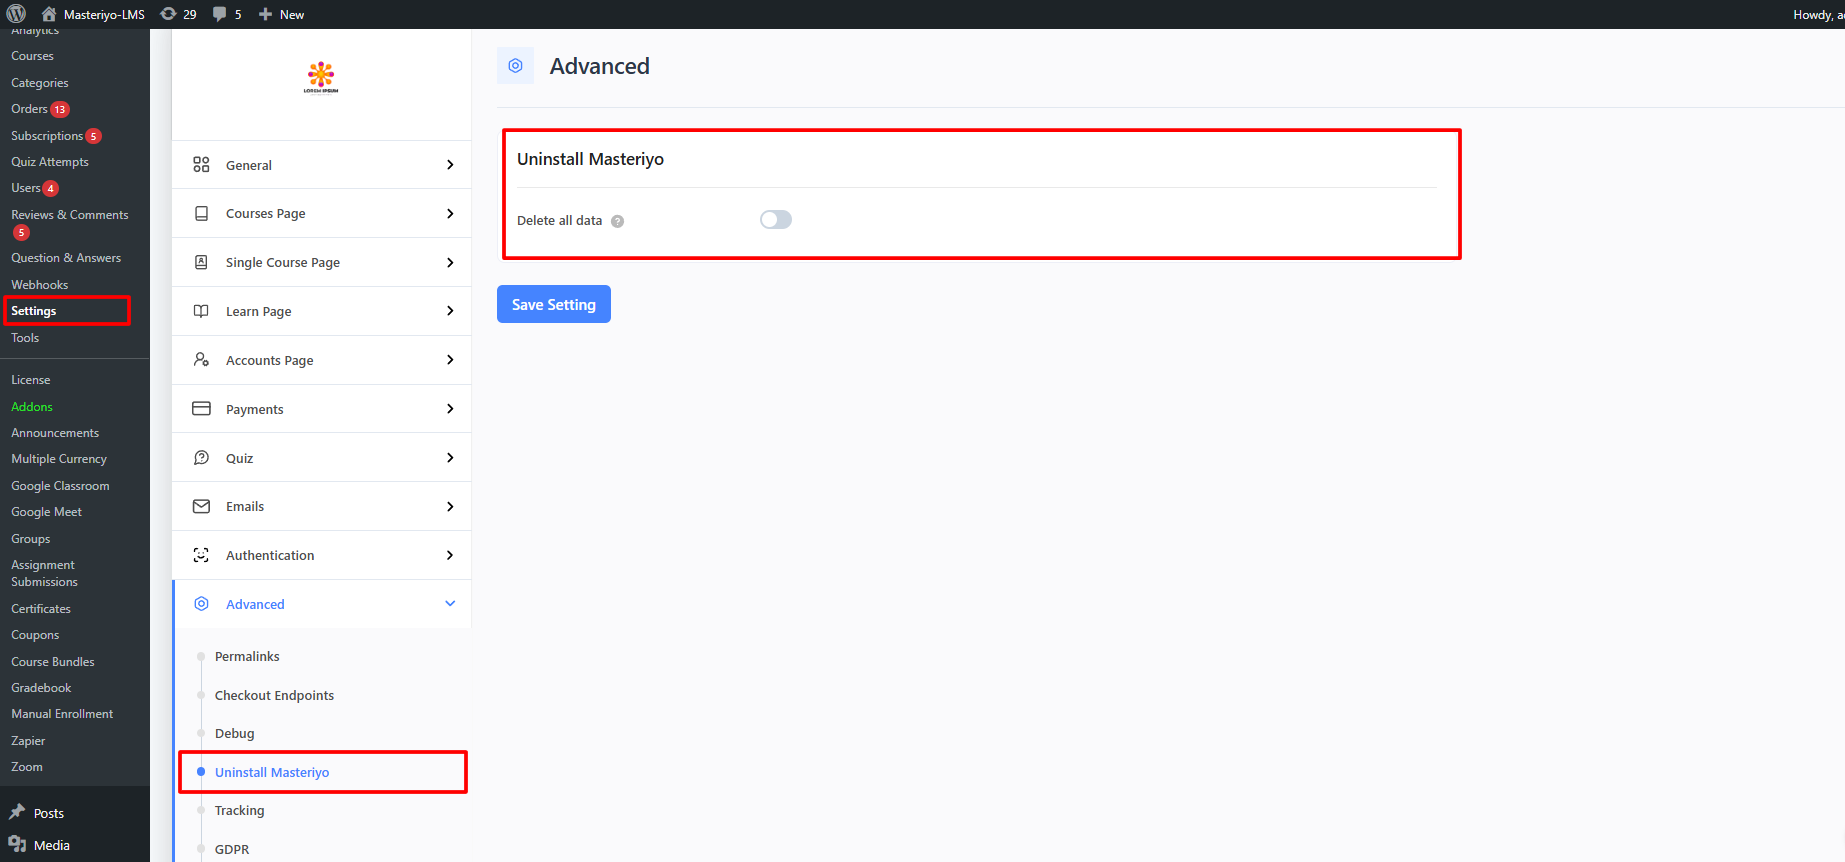 Masteriyo-LMS 29 5 New
Howdy, a
Analytics
Courses
Categories
Orders 13
Subscriptions 5
Quiz Attempts
Users 4
Reviews & Comments
5
Question & Answers
Webhooks
Settings
Tools
License
Addons
Announcements
Multiple Currency
Google Classroom
Google Meet
Groups
Assignment
Submissions
Certificates
Coupons
Course Bundles
Gradebook
Manual Enrollment
Zapier
Zoom
Posts
Media
LOREM IPSUM
General
Courses Page
Single Course Page
Learn Page
Accounts Page
Payments
Quiz
Emails
Authentication
Advanced
Permalinks
Checkout Endpoints
Debug
Uninstall Masteriyo
Tracking
GDPR
Advanced
Uninstall Masteriyo
Delete all data ?
Save Setting